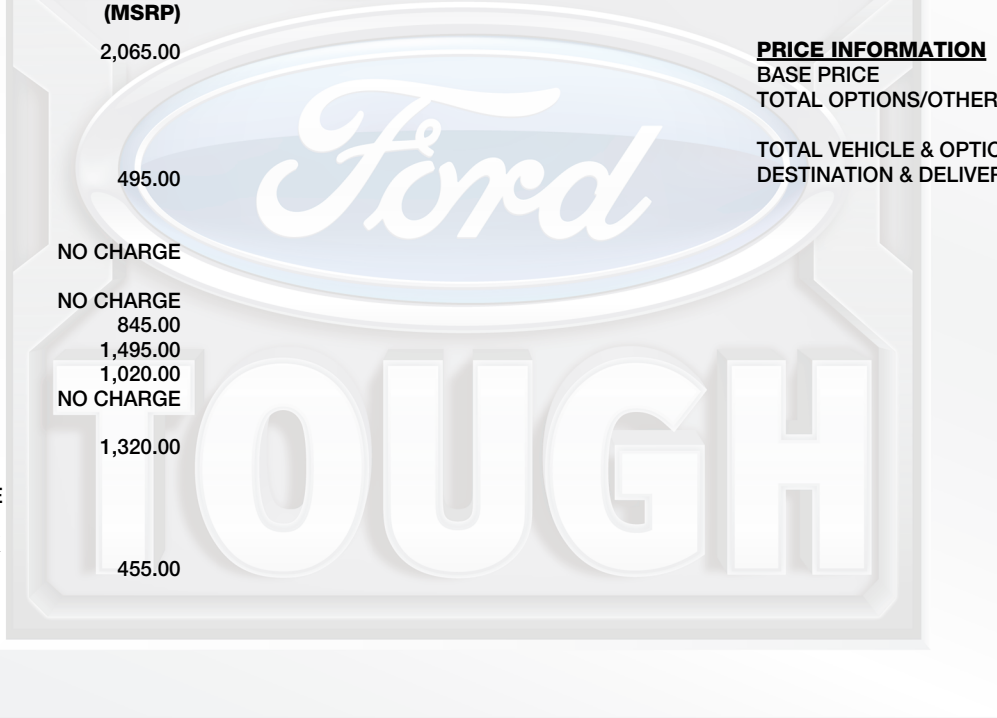 (MSRP)
2,065.00
495.00
NO CHARGE
NO CHARGE
845.00
1,495.00
1,020.00
NO CHARGE
1,320.00
455.00
PRICE INFORMATION
BASE PRICE
TOTAL OPTIONS/OTHER
TOTAL VEHICLE & OPTIO
DESTINATION & DELIVER
Ford
TOUGH